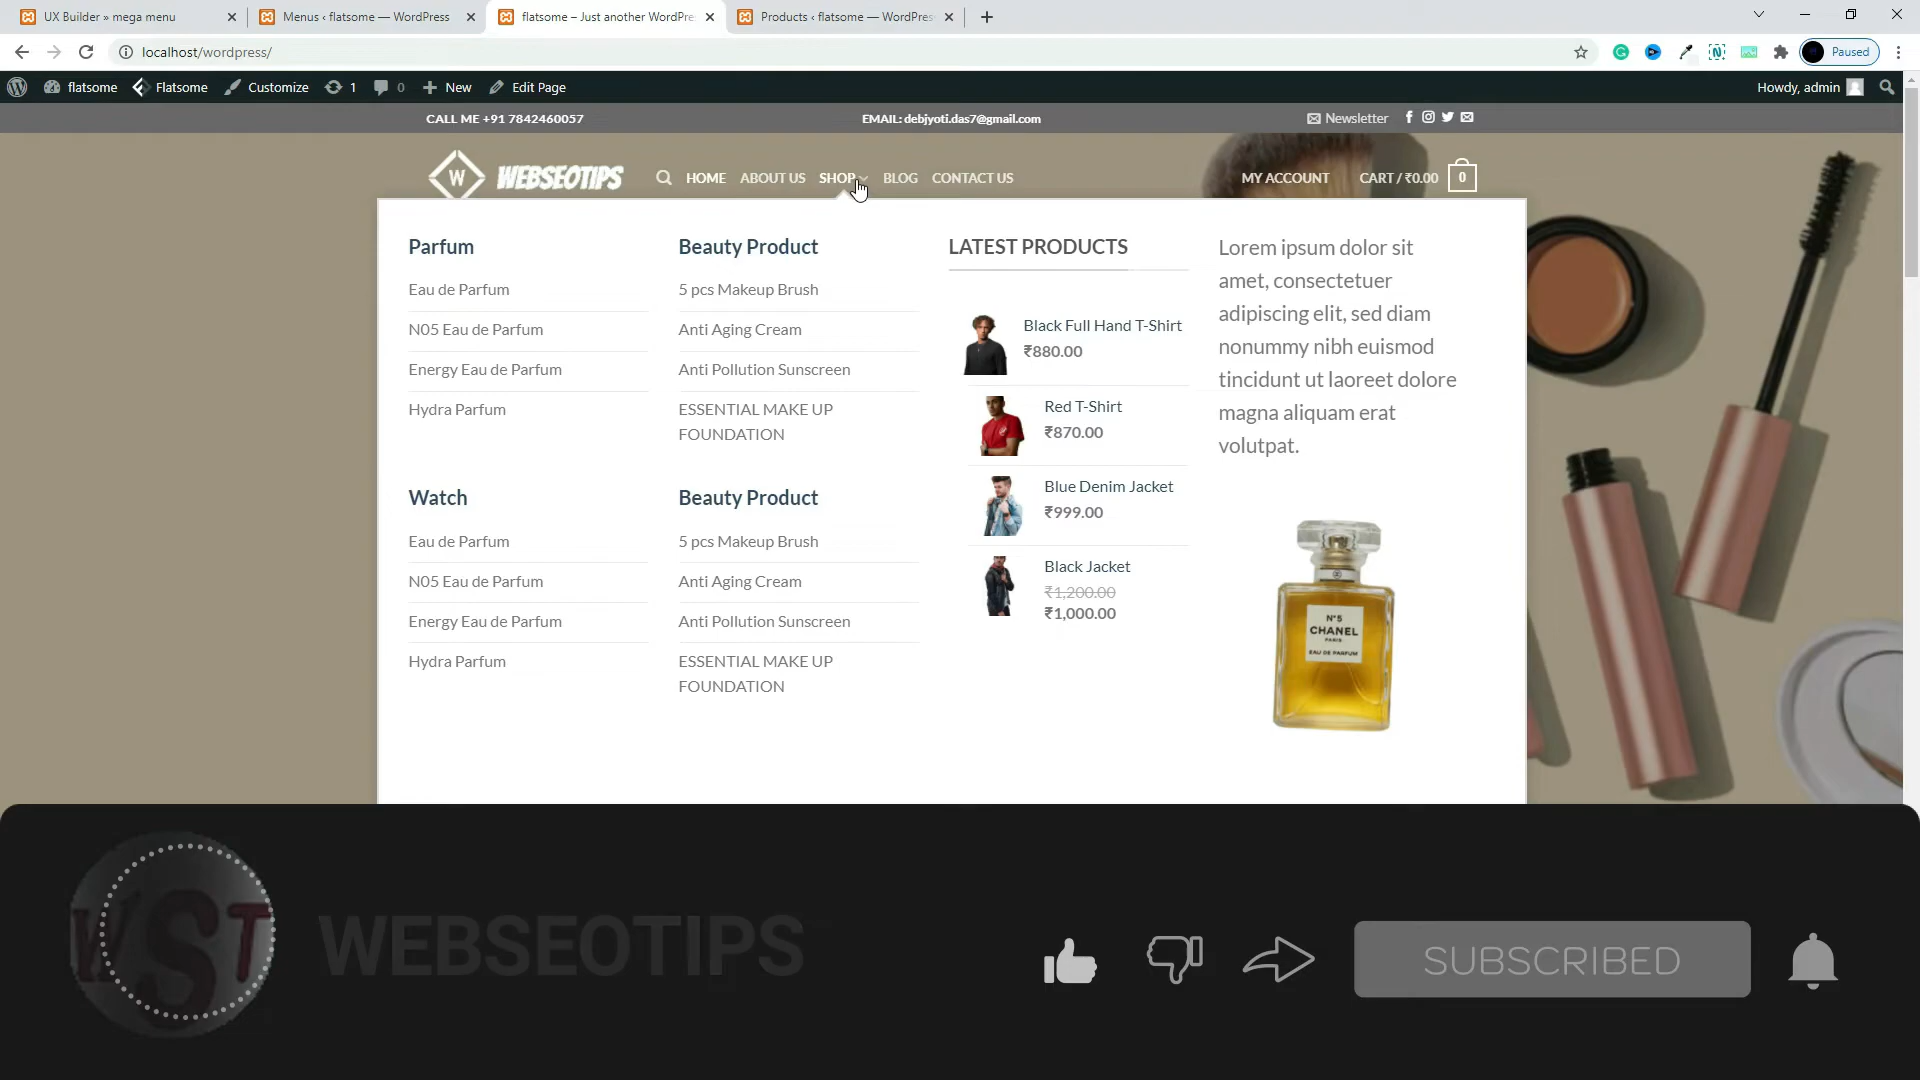 UX Builder » mega menu
Menus ‹ flatsome — WordPress
flatsome – Just another WordPre
Products ‹ flatsome — WordPress
localhost/wordpress/
Paused
flatsome
Flatsome
Customize
1
0
New
Edit Page
Howdy, admin
CALL ME +91 7842460057
EMAIL: debjyoti.das7@gmail.com
Newsletter
W
WEBSEOTIPS
HOME
ABOUT US
SHOP
BLOG
CONTACT US
MY ACCOUNT
CART / ₹0.00
0
Parfum
Eau de Parfum
N05 Eau de Parfum
Energy Eau de Parfum
Hydra Parfum
Beauty Product
5 pcs Makeup Brush
Anti Aging Cream
Anti Pollution Sunscreen
ESSENTIAL MAKE UP
FOUNDATION
Watch
Eau de Parfum
N05 Eau de Parfum
Energy Eau de Parfum
Hydra Parfum
Beauty Product
5 pcs Makeup Brush
Anti Aging Cream
Anti Pollution Sunscreen
ESSENTIAL MAKE UP
FOUNDATION
LATEST PRODUCTS
Black Full Hand T-Shirt
₹880.00
Red T-Shirt
₹870.00
Blue Denim Jacket
₹999.00
Black Jacket
₹1,200.00
₹1,000.00
Lorem ipsum dolor sit
amet, consectetuer
adipiscing elit, sed diam
nonummy nibh euismod
tincidunt ut laoreet dolore
magna aliquam erat
volutpat.
N°5
CHANEL
PARIS
EAU DE PARFUM
WST
WEBSEOTIPS
SUBSCRIBED